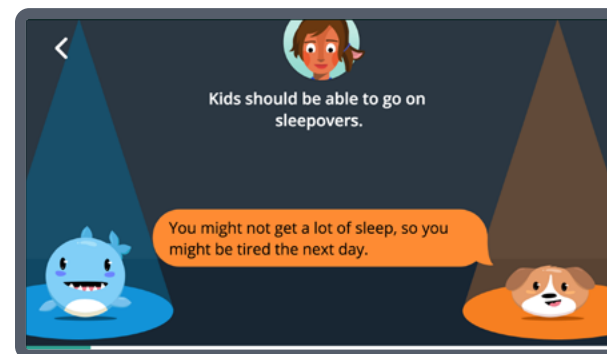 Kids should be able to go on
sleepovers.
You might not get a lot of sleep, so you
might be tired the next day.